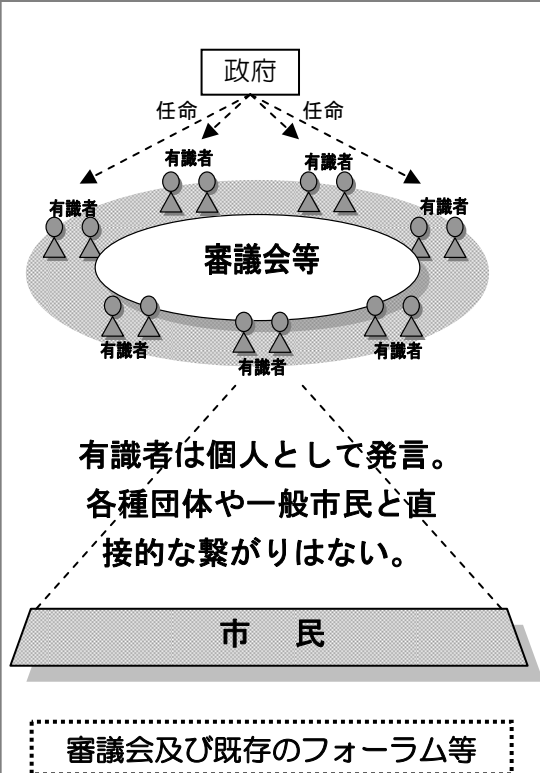 政府
任命
任命
有識者
有識者
有識者
有識者
審議会等
有識者
有識者
有識者
有識者は個人として発言。
各種団体や一般市民と直
接的な繋がりはない。
市 民
審議会及び既存のフォーラム等